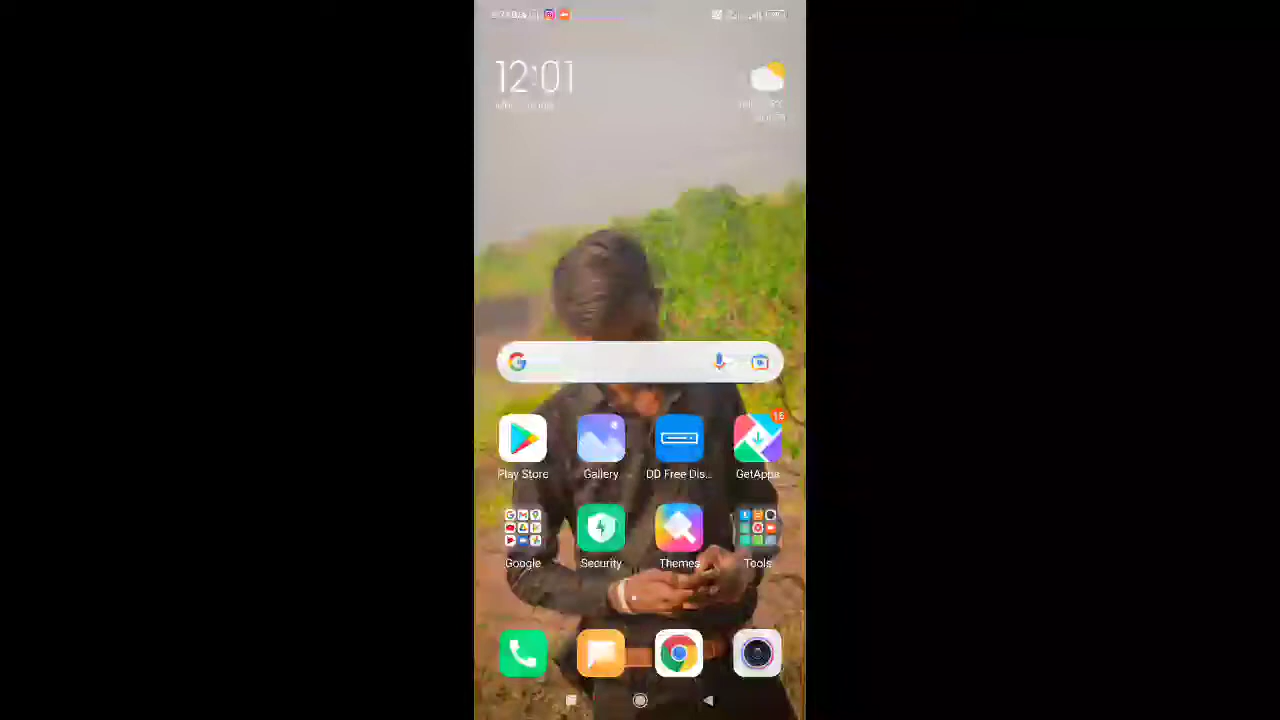 12:01
16
Play Store
Gallery
DD Free Dis...
GetApps
Google
Security
Themes
Tools